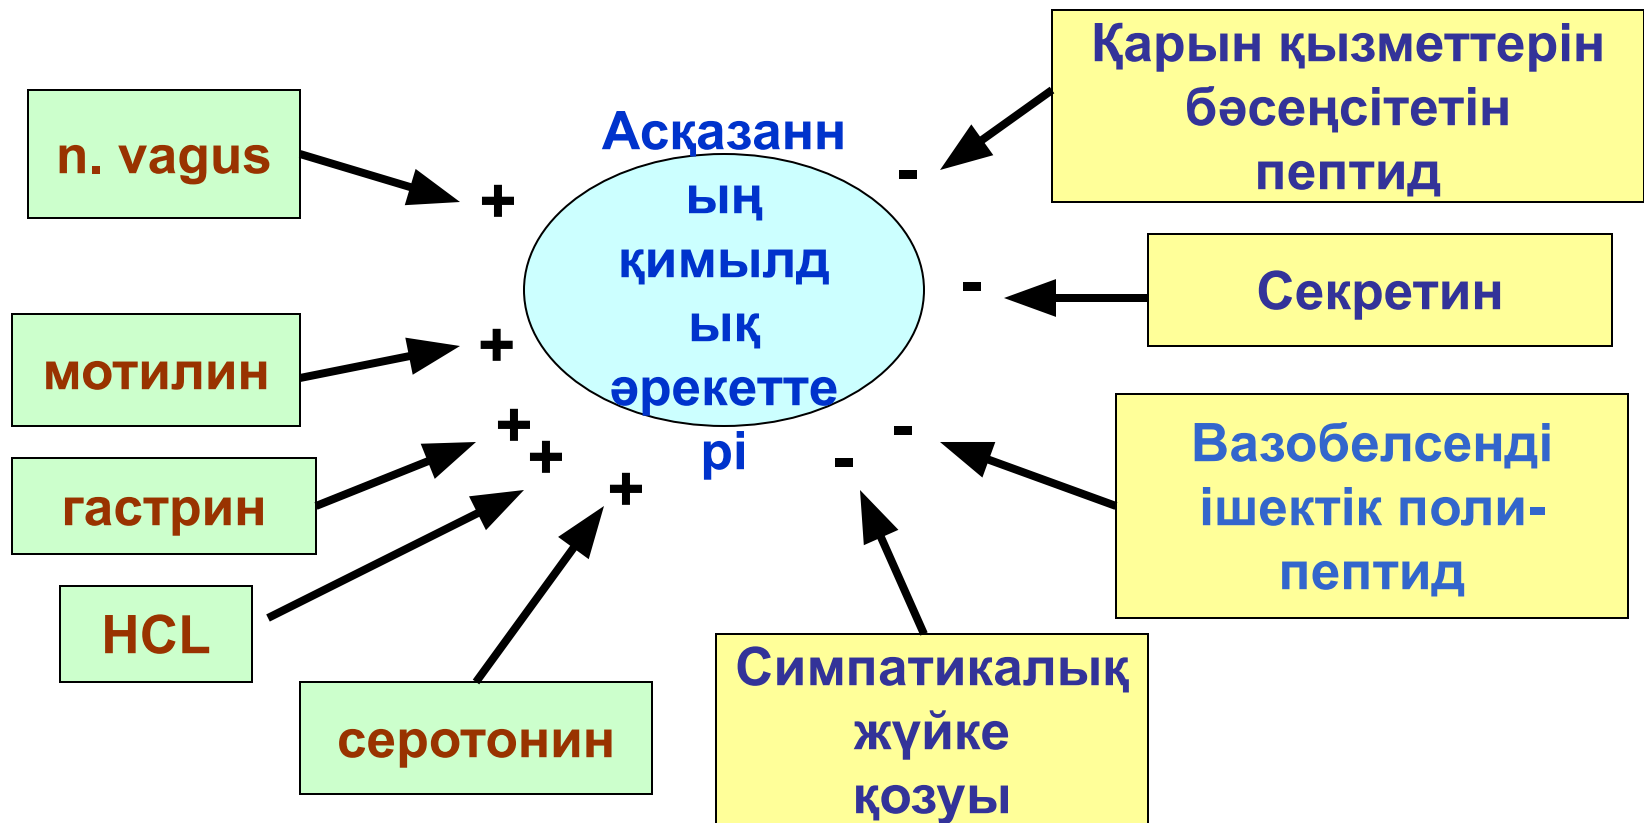 n. vagus
+
мотилин
+
гастрин
+
HCL
+
серотонин
+
Асқазанн
ың
қимылд
ық
әрекетте
рі
Қарын қызметтерін
бәсеңсітетін
пептид
-
Секретин
-
Вазобелсенді
ішектік поли-
пептид
-
Симпатикалық
жүйке
қозуы
-